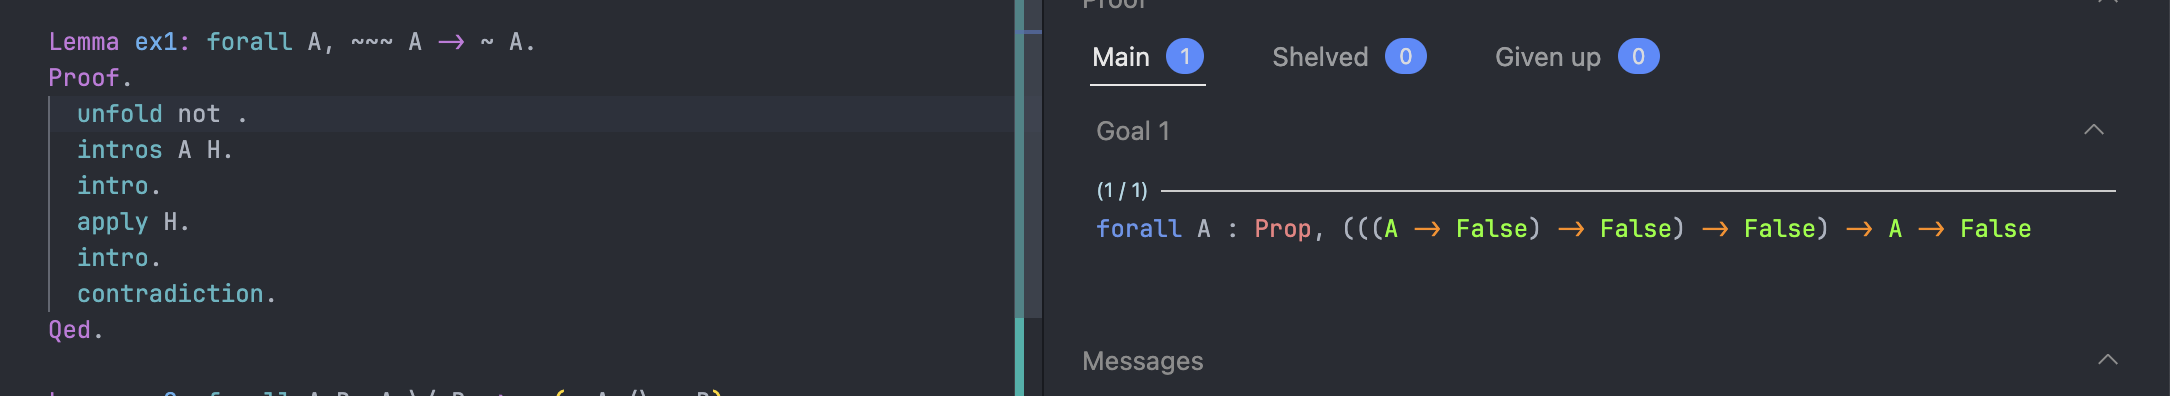 Lemma ex1: forall A, ~~~ A -> ~ A.
Proof.
unfold not .
intros A H.
intro.
apply H.
intro.
contradiction.
Qed.
Proof
Main 1 Shelved 0 Given up 0
Goal 1
(1 / 1)
forall A : Prop, (((A -> False) -> False) -> False) -> A -> False
Messages